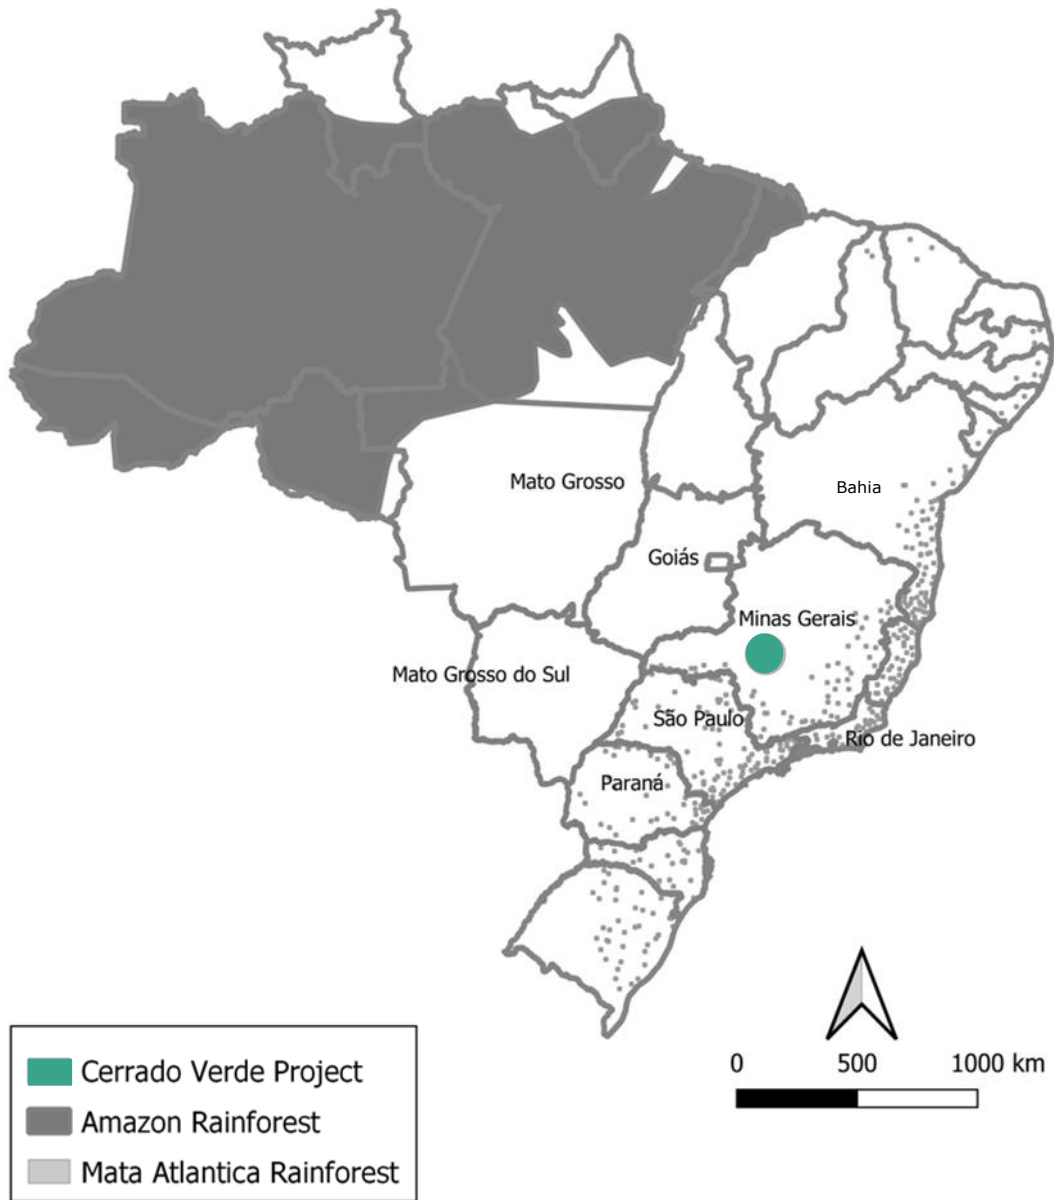 Mato Grosso
Bahia
Goiás
Minas Gerais
Mato Grosso do Sul
São Paulo
Rio de Janeiro
Paraná
0 500 1000 km
Cerrado Verde Project
Amazon Rainforest
Mata Atlantica Rainforest